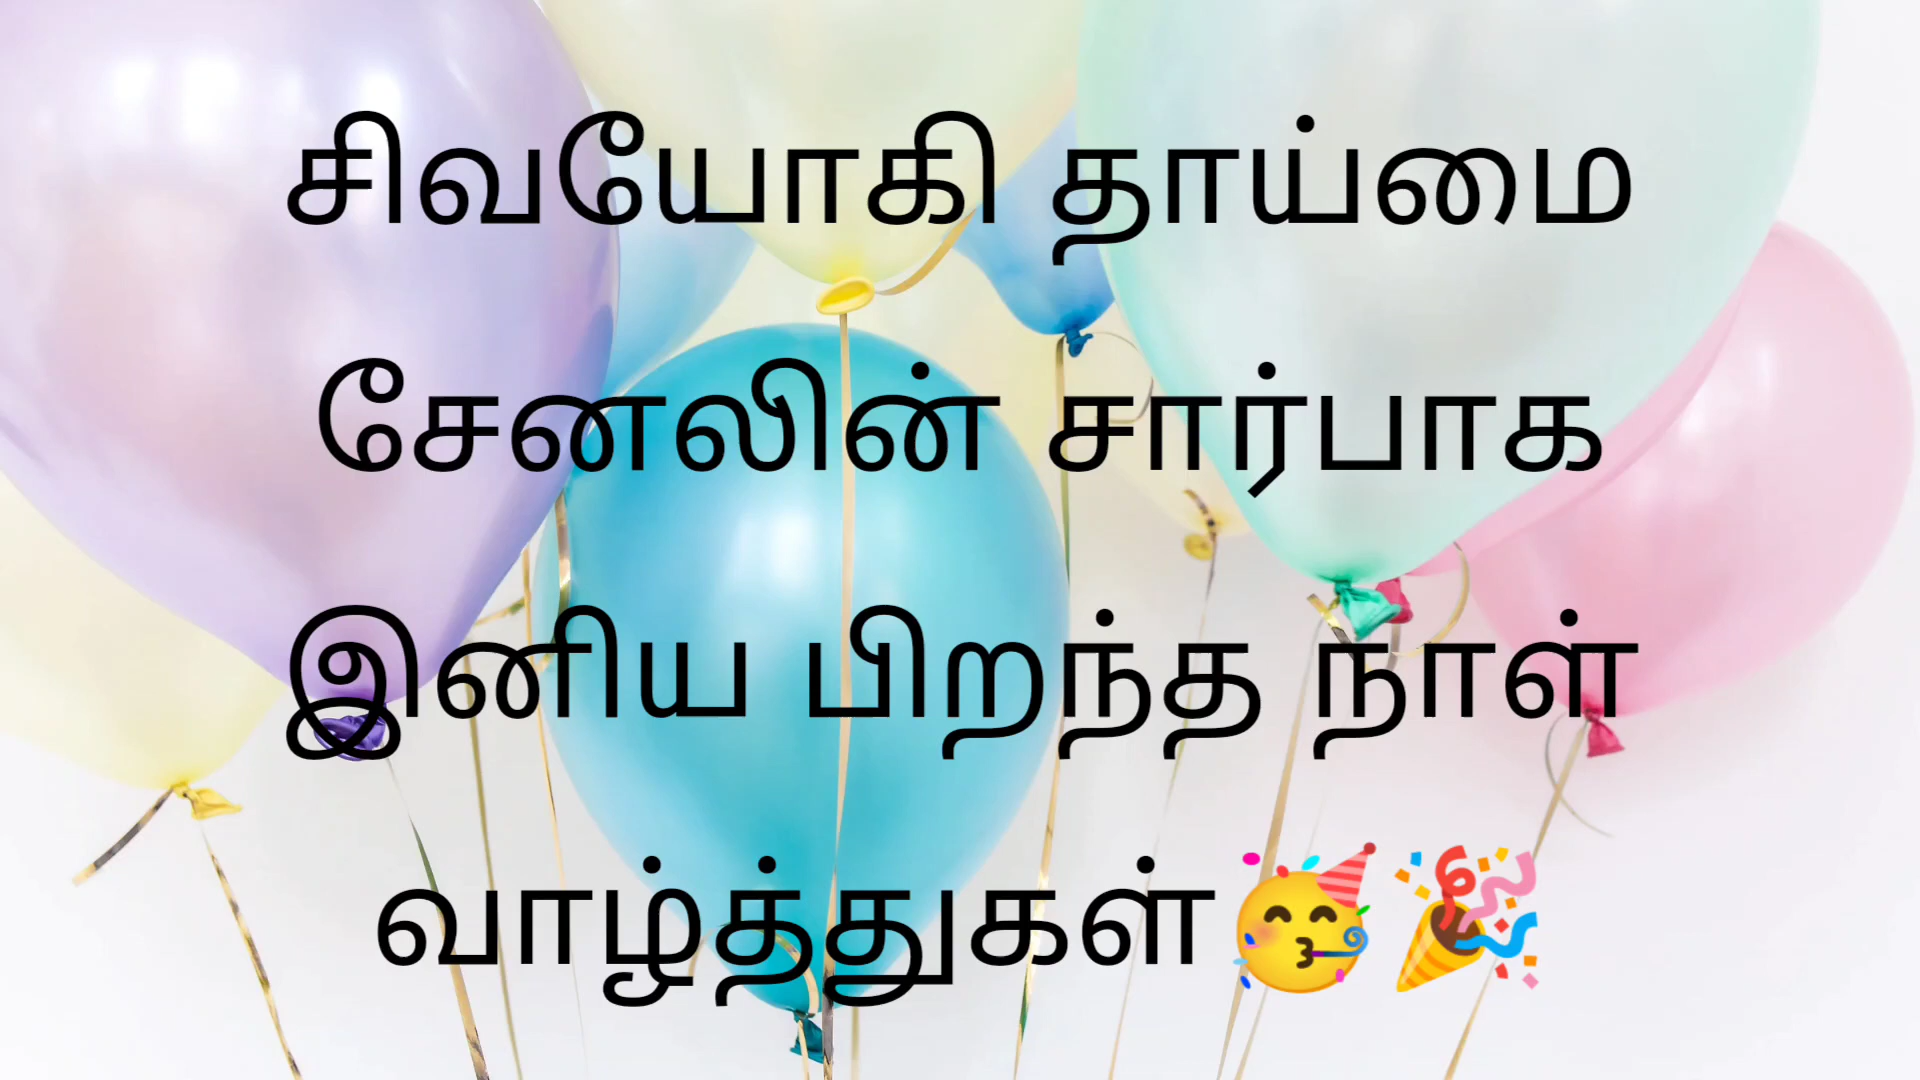 சிவயோகி தாய்மை
சேனலின் சார்பாக
இனிய பிறந்த நாள்
வாழ்த்துகள்🥳🎉